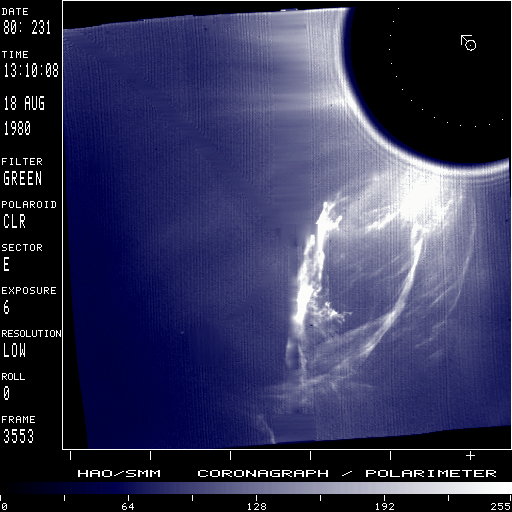 DATE
80: 231
TIME
13:10:08
18 AUG
1980
FILTER
GREEN
POLAROID
CLR
SECTOR
E
EXPOSURE
6
RESOLUTION
LOW
ROLL
0
FRAME
3553
HAO/SMM CORONAGRAPH / POLARIMETER
0 64 128 192 255